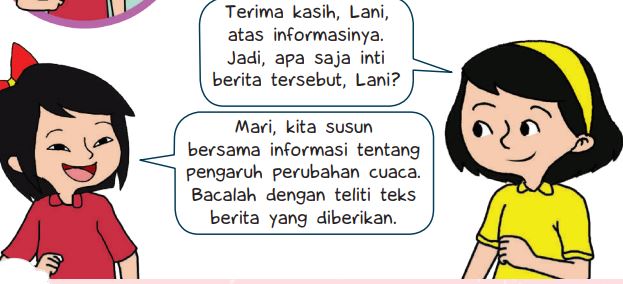 Terima kasih, Lani,
atas informasinya.
Jadi, apa saja inti
berita tersebut, Lani?
Mari, kita susun
bersama informasi tentang
pengaruh perubahan cuaca.
Bacalah dengan teliti teks
berita yang diberikan.